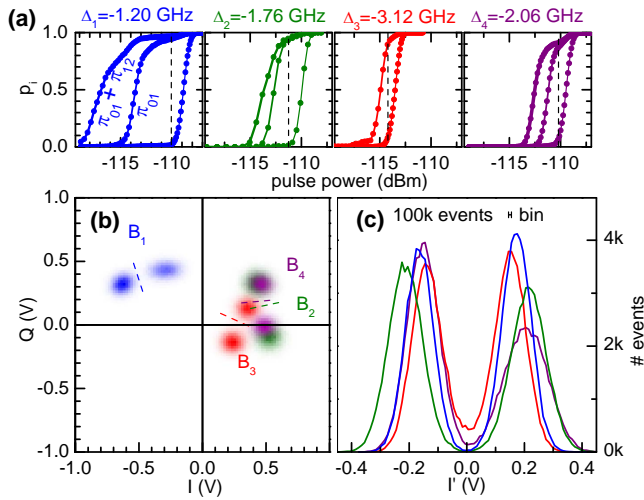 (a)
Δ1=-1.20 GHz
Δ2=-1.76 GHz
Δ3=-3.12 GHz
Δ4=-2.06 GHz
pi
1.0
0.5
0.0
π01 + π12
π01
-115 -110 -115 -110 -115 -110 -115 -110
pulse power (dBm)
(b)
1.0
0.5
0.0
-0.5
-1.0
Q (V)
B1
B4
B2
B3
-1.0 -0.5 0.0 0.5
I (V)
(c)
100k events
bin
4k
2k
0k
# events
-0.4 -0.2 0.0 0.2 0.4
I' (V)